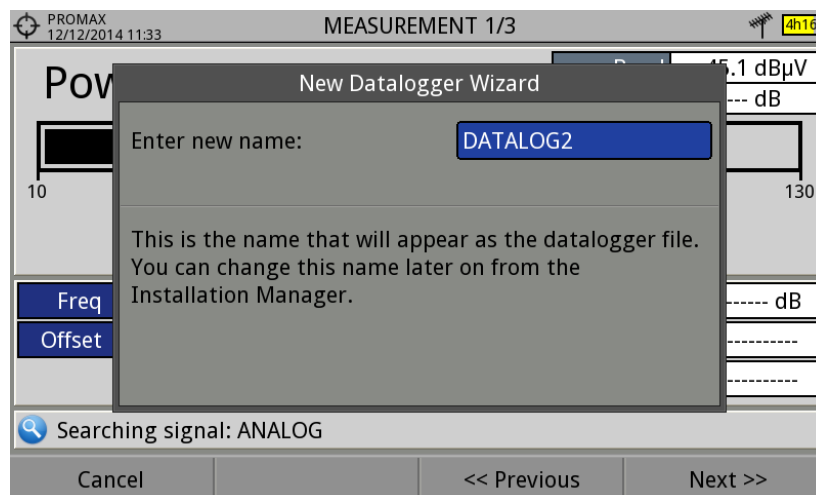 PROMAX
12/12/2014 11:33
MEASUREMENT 1/3
4h16
Pow
.1 dBµV
--- dB
New Datalogger Wizard
Enter new name:
DATALOG2
10
130
This is the name that will appear as the datalogger file.
You can change this name later on from the
Installation Manager.
Freq
------ dB
Offset
----------
----------
Searching signal: ANALOG
Cancel
<< Previous
Next >>